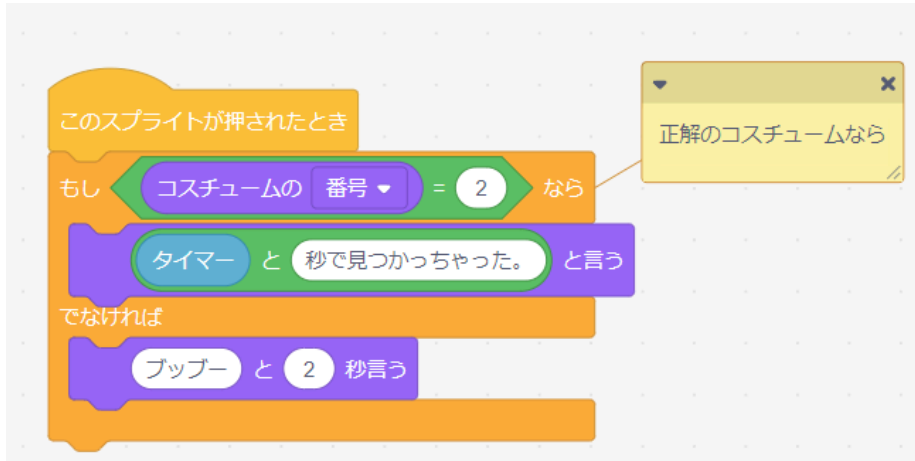 このスプライトが押されたとき
正解のコスチュームなら
もし コスチュームの 番号 = 2 なら
タイマー と 秒で見つかっちゃった。 と言う
でなければ
ブッブー と 2 秒言う